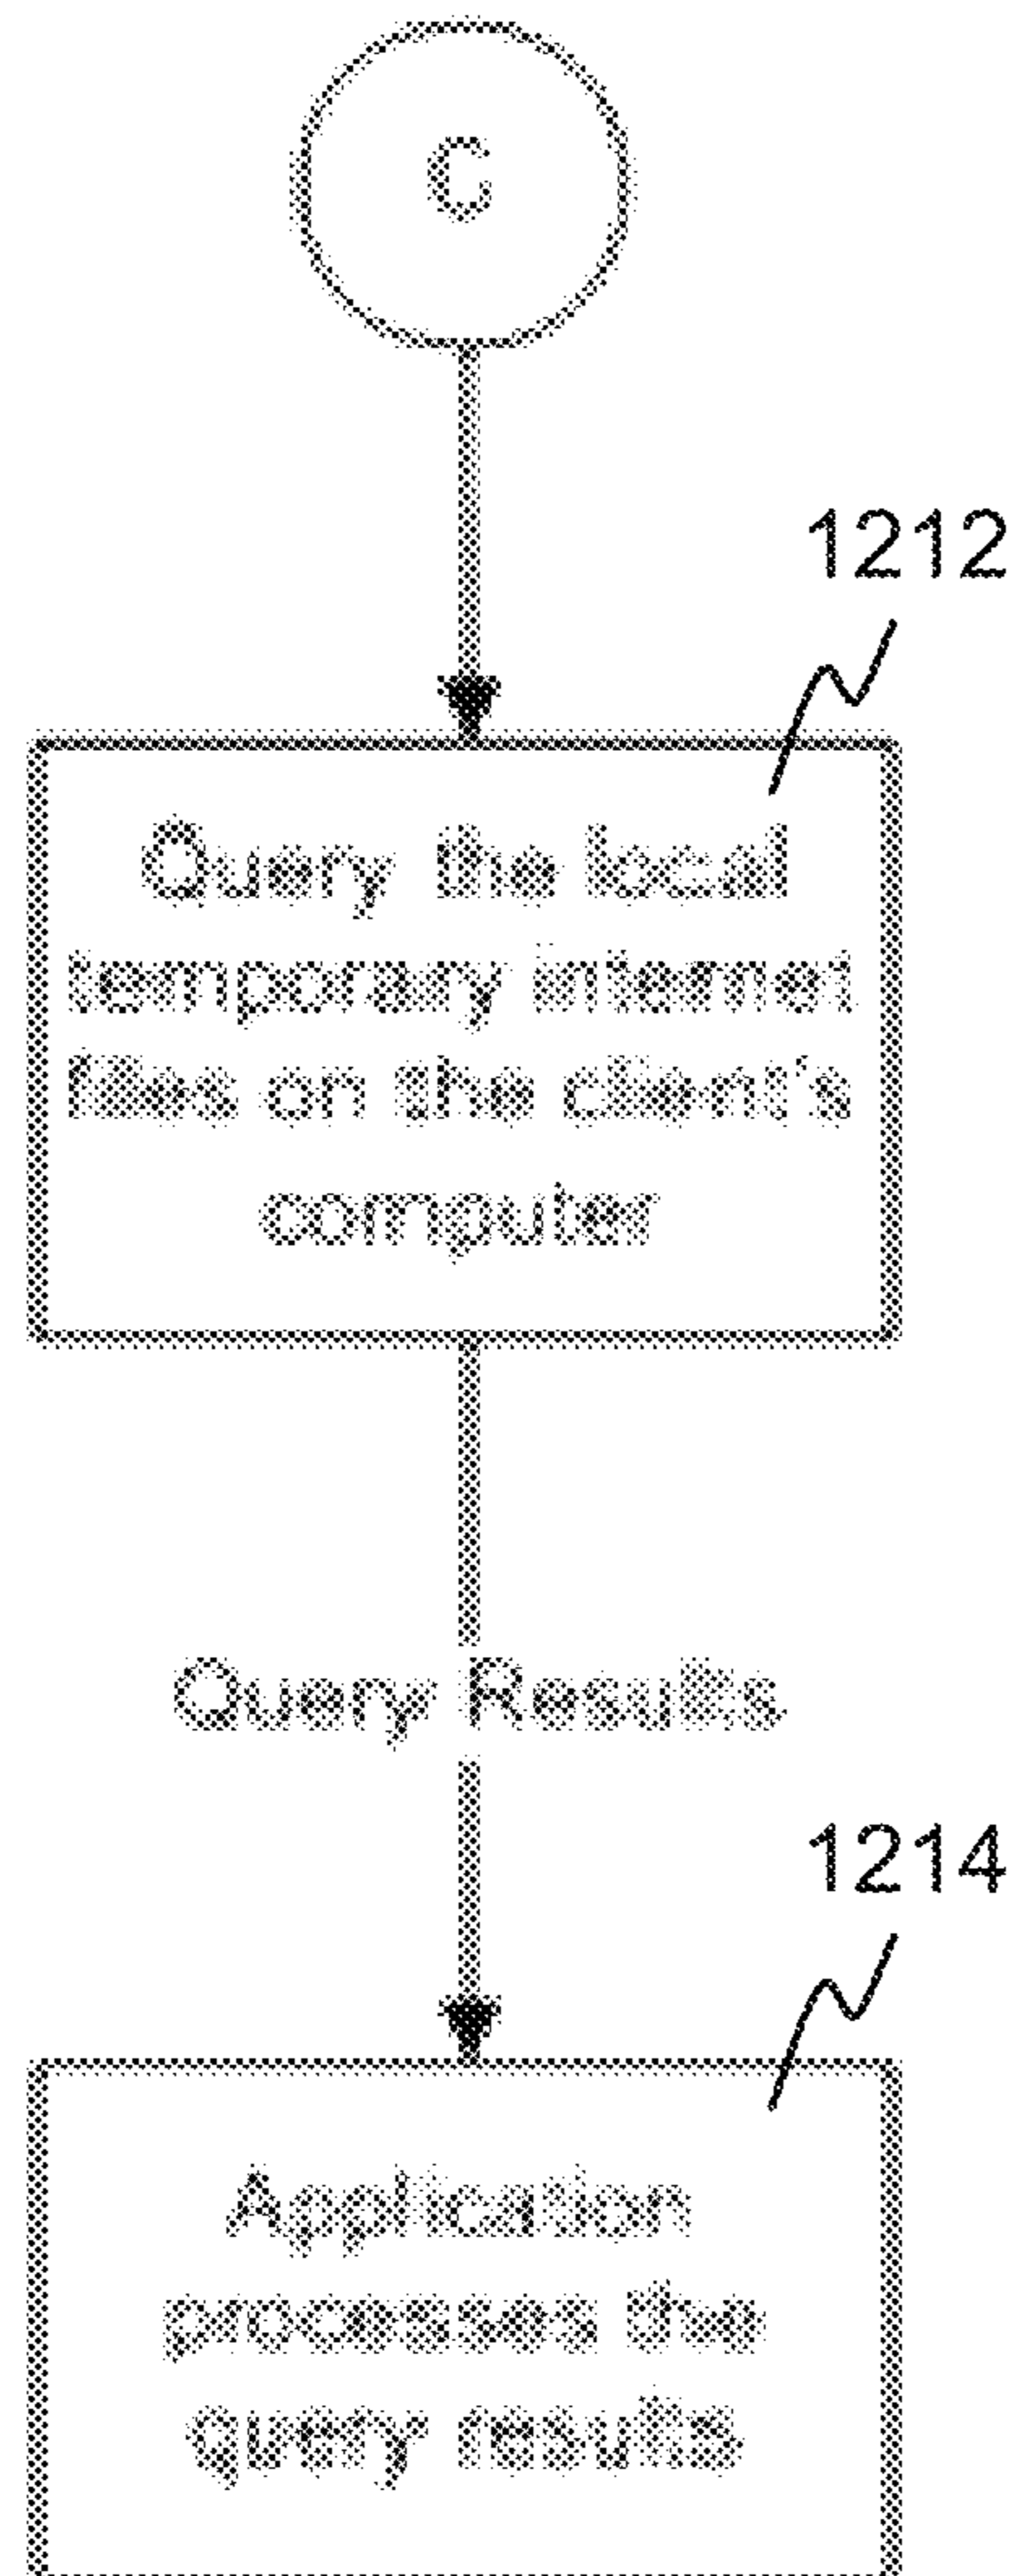 C
1212
Query the local
temporary internet
files on the client's
computer
Query Results
1214
Application
processes the
query results